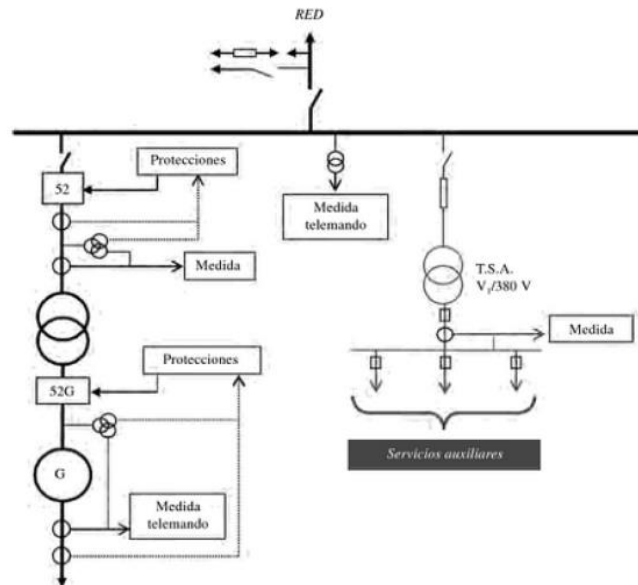 RED
Protecciones
52
Medida
telemando
Medida
T.S.A.
V₁/380 V
Medida
Protecciones
52G
G
Servicios auxiliares
Medida
telemando